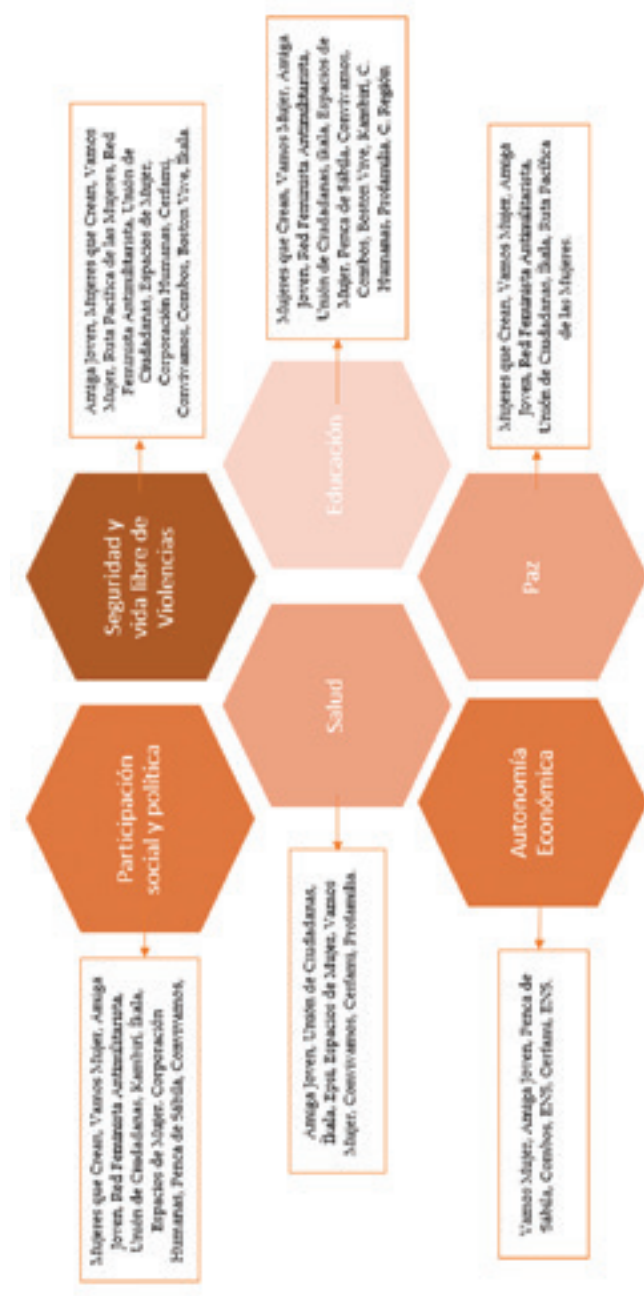 Mujeres que Crean, Vamos Mujer, Amiga
Joven, Red Feminista Antimilitarista,
Unión de Ciudadanas, Kambirí, Íkala,
Espacios de Mujer, Corporación
Humanas, Penca de Sábila, Convivamos,
Participación
social y política
Seguridad y
vida libre de
Violencias
Amiga Joven, Mujeres que Crean, Vamos
Mujer, Ruta Pacífica de las Mujeres, Red
Feminista Antimilitarista, Unión de
Ciudadanas, Espacios de Mujer,
Corporación Humanas, Cerfami,
Convivamos, Combos, Boston Vive, Íkala.
Amiga Joven, Unión de Ciudadanas,
Íkala, Epsi, Espacios de Mujer, Vamos
Mujer, Convivamos, Cerfami, Profamilia.
Salud
Educación
Mujeres que Crean, Vamos Mujer, Amiga
Joven, Red Feminista Antimilitarista,
Unión de Ciudadanas, Íkala, Espacios de
Mujer, Penca de Sábila, Convivamos,
Combos, Boston Vive, Kambirí, C.
Humanas, Profamilia, C. Región
Vamos Mujer, Amiga Joven, Penca de
Sábila, Combos, ENS, Cerfami, ENS.
Autonomía
Económica
Paz
Mujeres que Crean, Vamos Mujer, Amiga
Joven, Red Feminista Antimilitarista,
Unión de Ciudadanas, Íkala, Ruta Pacífica
de las Mujeres.